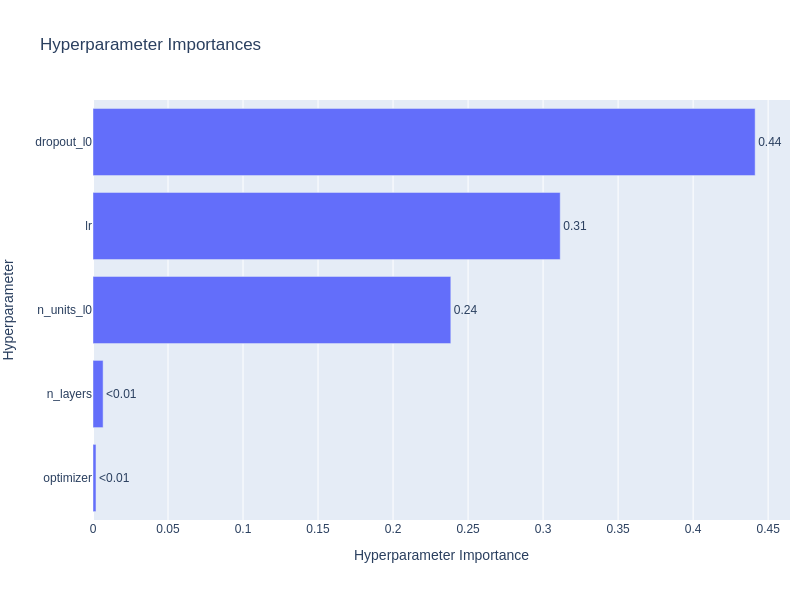 Hyperparameter Importances
Hyperparameter
dropout_l0
0.44
lr
0.31
n_units_l0
0.24
n_layers
<0.01
optimizer
<0.01
0
0.05
0.1
0.15
0.2
0.25
0.3
0.35
0.4
0.45
Hyperparameter Importance